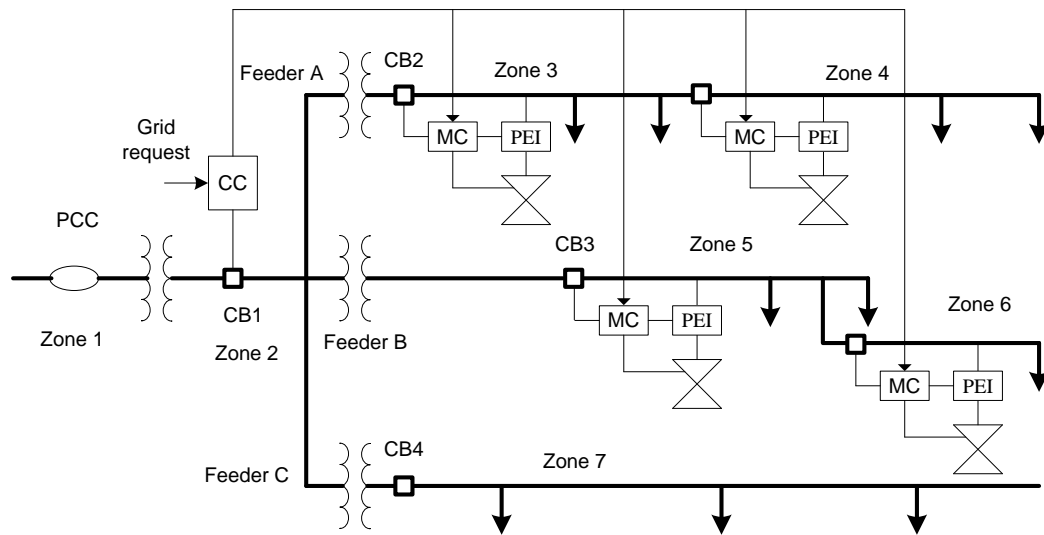 CB2
Zone 3
Zone 4
Feeder A
Grid
request
MC
PEI
MC
PEI
CC
PCC
CB3
Zone 5
CB1
Zone 6
Zone 1
Zone 2
Feeder B
MC
PEI
MC
PEI
CB4
Zone 7
Feeder C